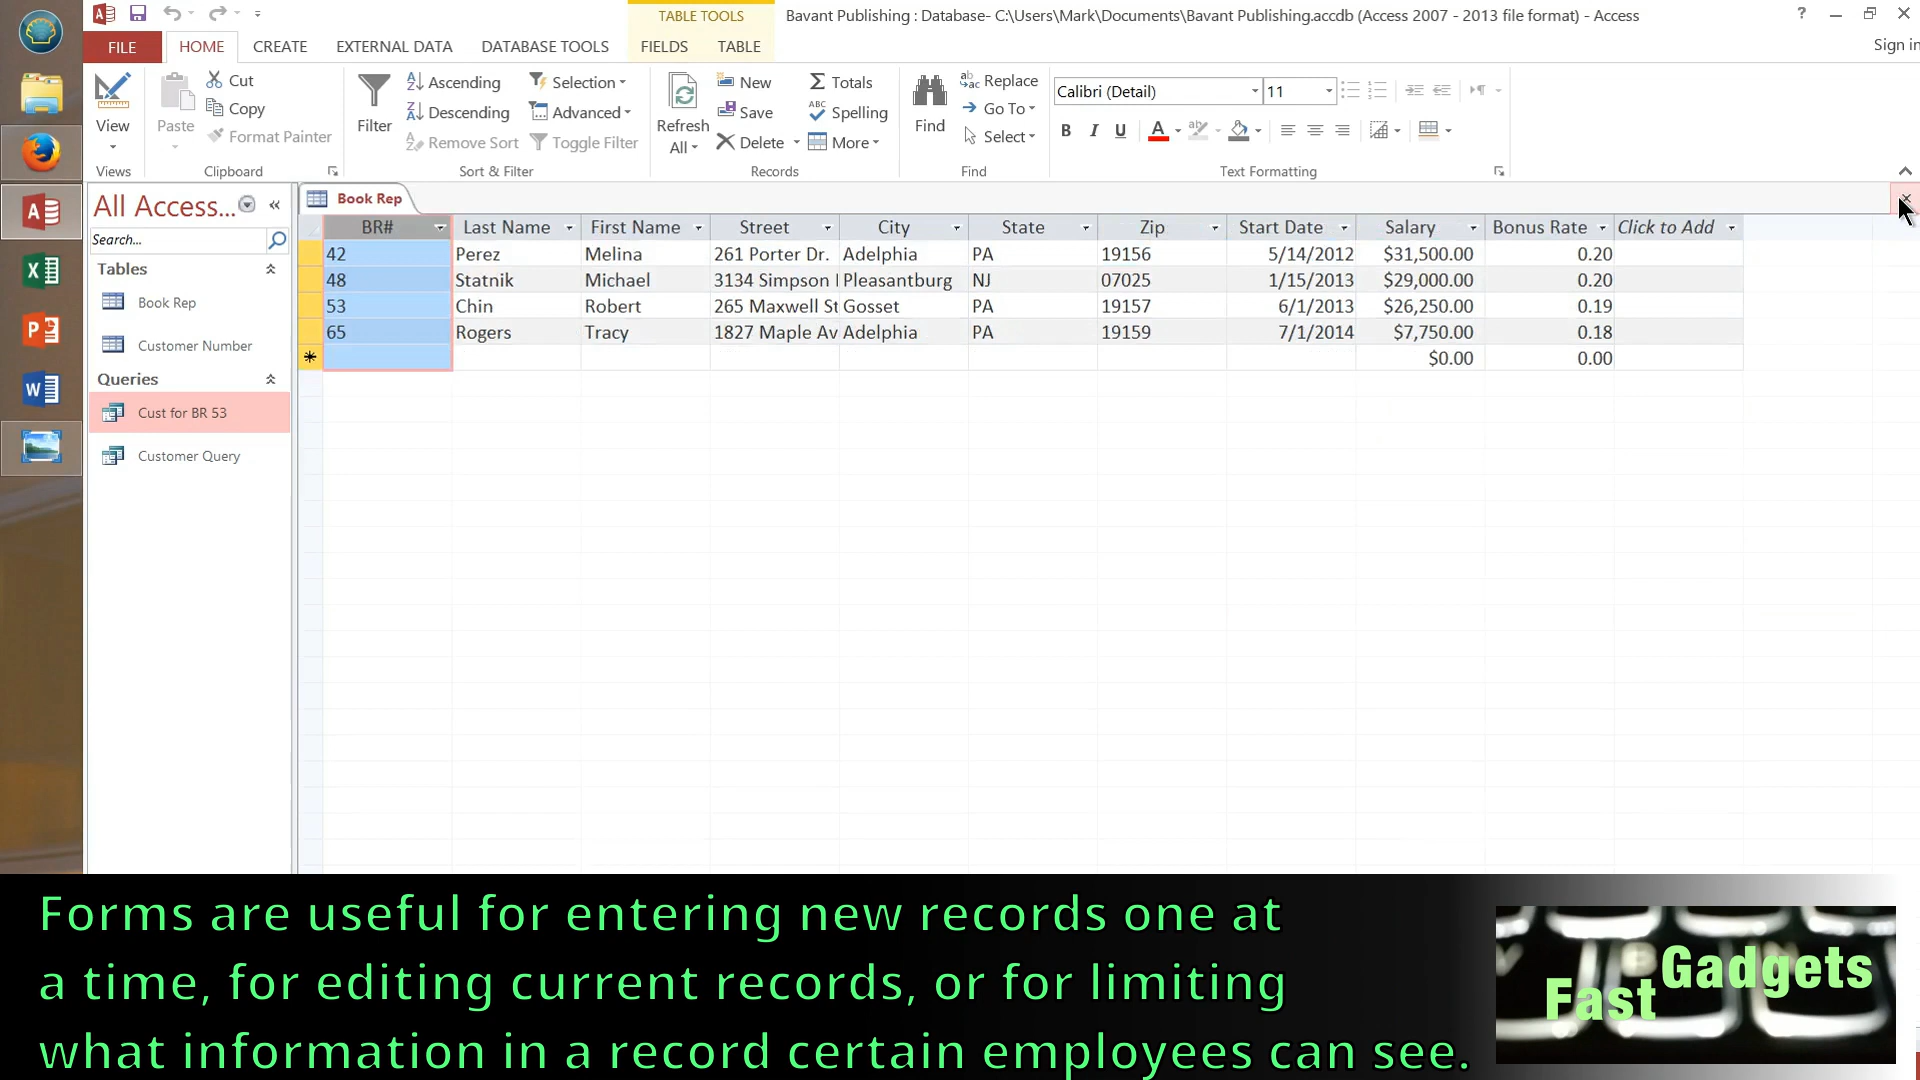 TABLE TOOLS
Bavant Publishing : Database- C:\Users\Mark\Documents\Bavant Publishing.accdb (Access 2007 - 2013 file format) - Access
?
FILE HOME CREATE EXTERNAL DATA DATABASE TOOLS FIELDS TABLE Sign in
View
Views
Paste
Cut
Copy
Format Painter
Clipboard
Filter
Ascending
Descending
Remove Sort
Selection
Advanced
Toggle Filter
Sort & Filter
Refresh
All
New
Save
Delete
Totals
Spelling
More
Records
Find
Replace
Go To
Select
Find
Calibri (Detail) 11
B I U A
Text Formatting
All Access...
Search...
Tables
Book Rep
Customer Number
Queries
Cust for BR 53
Customer Query
Book Rep
BR# Last Name First Name Street City State Zip Start Date Salary Bonus Rate Click to Add
42 Perez Melina 261 Porter Dr. Adelphia PA 19156 5/14/2012 $31,500.00 0.20
48 Statnik Michael 3134 Simpson Pleasantburg NJ 07025 1/15/2013 $29,000.00 0.20
53 Chin Robert 265 Maxwell St Gosset PA 19157 6/1/2013 $26,250.00 0.19
65 Rogers Tracy 1827 Maple Av Adelphia PA 19159 7/1/2014 $7,750.00 0.18
$0.00 0.00
Forms are useful for entering new records one at
a time, for editing current records, or for limiting
what information in a record certain employees can see.
Fast Gadgets